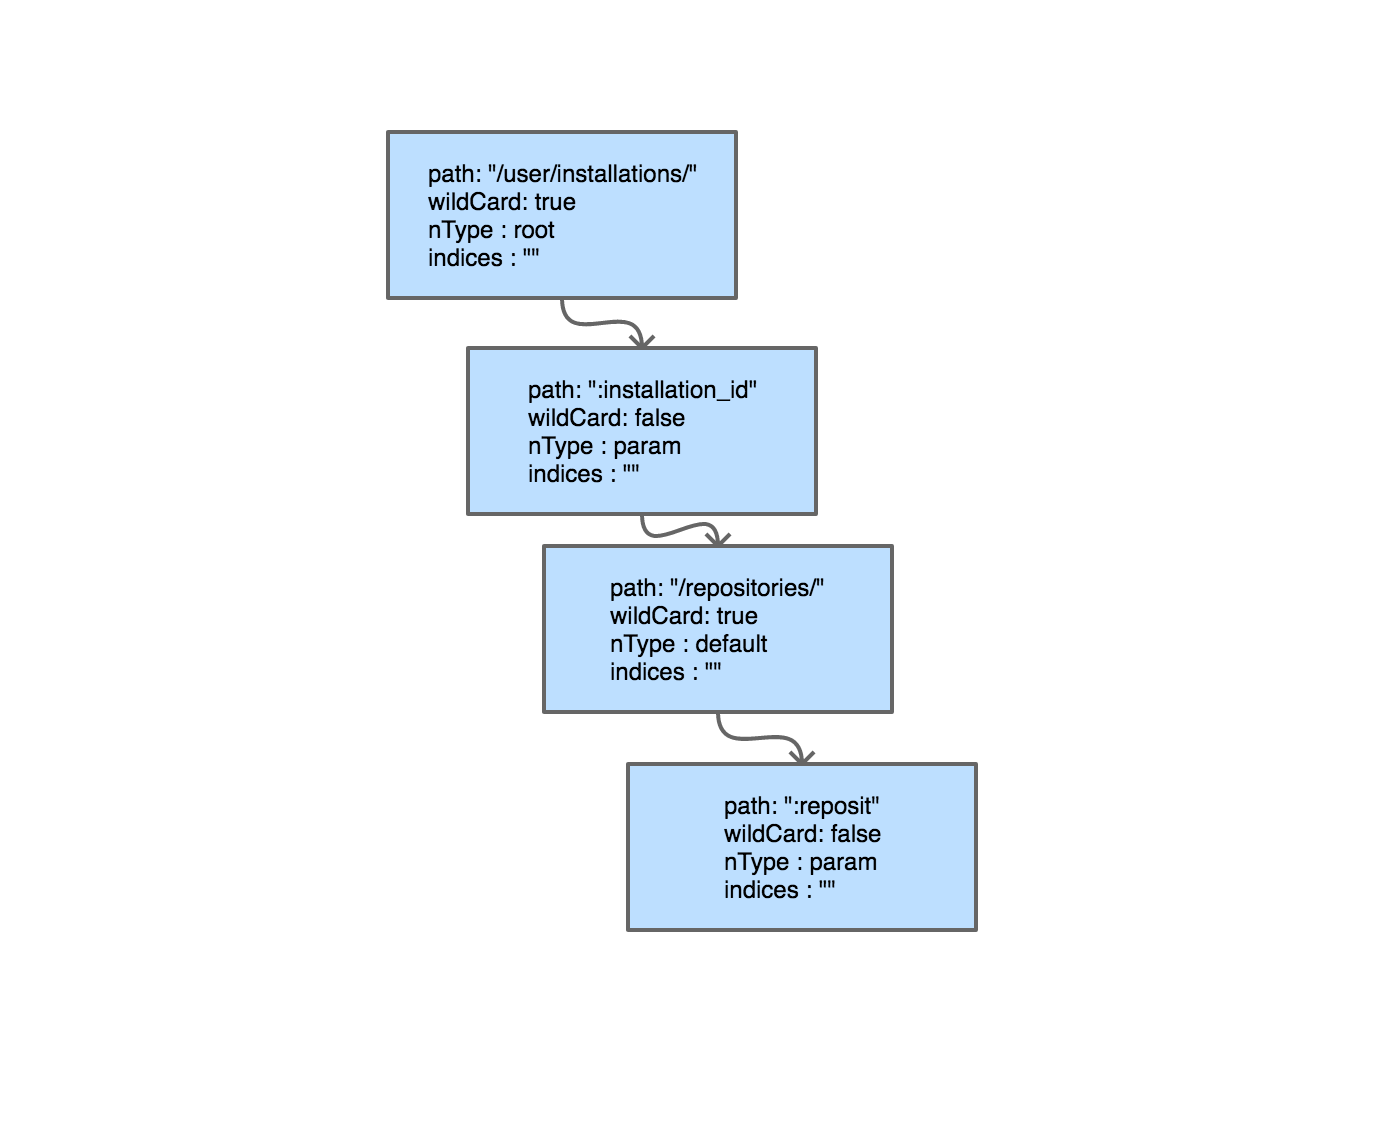 path: "/user/installations/"
wildCard: true
nType : root
indices : ""
path: ":installation_id"
wildCard: false
nType : param
indices : ""
path: "/repositories/"
wildCard: true
nType : default
indices : ""
path: ":reposit"
wildCard: false
nType : param
indices : ""